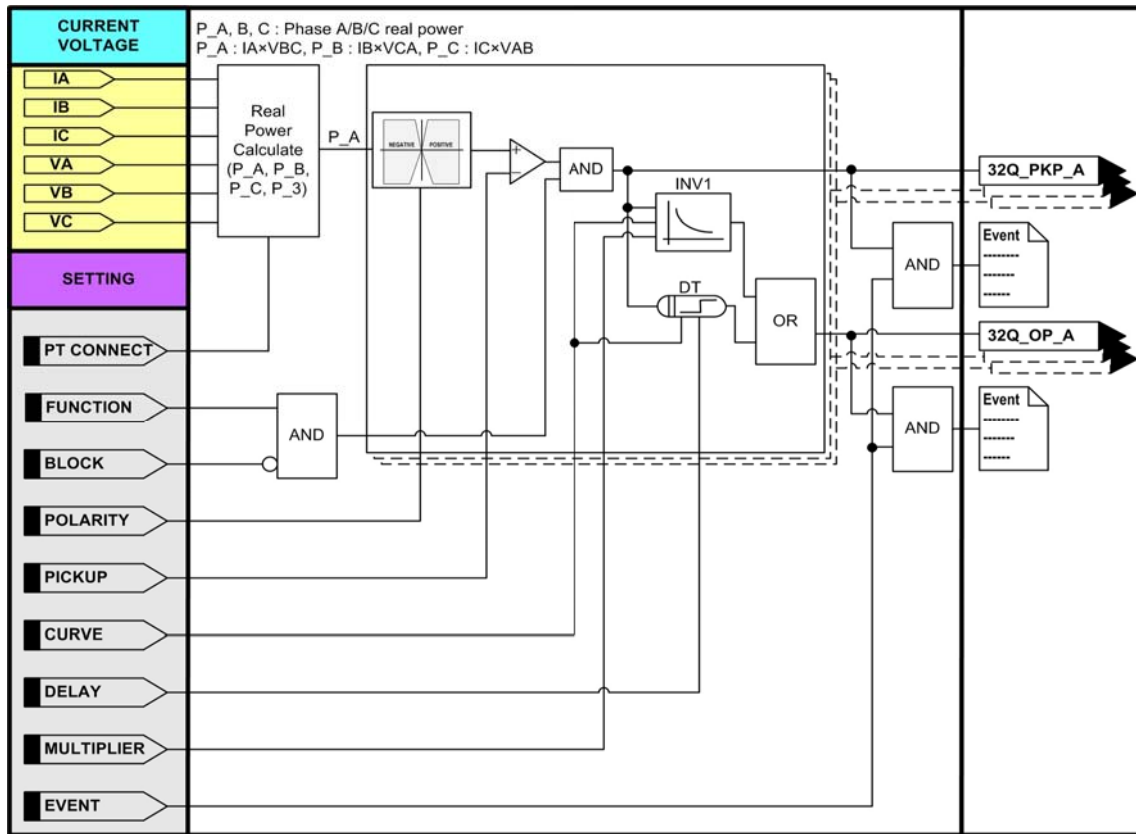 CURRENT
VOLTAGE
P_A, B, C : Phase A/B/C real power
P_A : IA×VBC, P_B : IB×VCA, P_C : IC×VAB
IA
IB
IC
VA
VB
VC
Real
Power
Calculate
(P_A, P_B,
P_C, P_3)
P_A
NEGATIVE
POSITIVE
+
−
AND
INV1
DT
OR
32Q_PKP_A
AND
Event
32Q_OP_A
AND
Event
SETTING
PT CONNECT
FUNCTION
AND
BLOCK
POLARITY
PICKUP
CURVE
DELAY
MULTIPLIER
EVENT